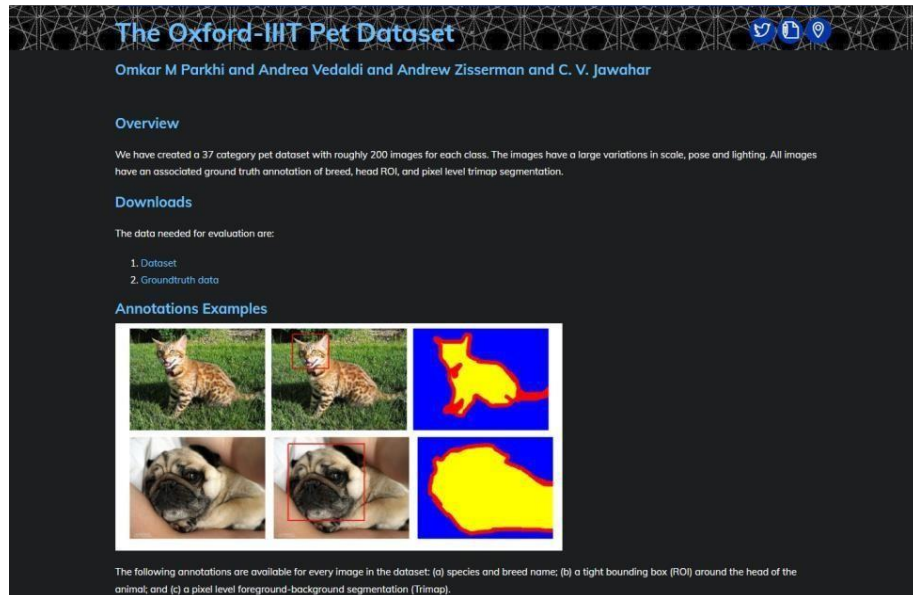 The Oxford-IIIT Pet Dataset
Omkar M Parkhi and Andrea Vedaldi and Andrew Zisserman and C. V. Jawahar
Overview
We have created a 37 category pet dataset with roughly 200 images for each class. The images have a large variations in scale, pose and lighting. All images
have an associated ground truth annotation of breed, head ROI, and pixel level trimap segmentation.
Downloads
The data needed for evaluation are:
1. Dataset
2. Groundtruth data
Annotations Examples
The following annotations are available for every image in the dataset: (a) species and breed name; (b) a tight bounding box (ROI) around the head of the
animal; and (c) a pixel level foreground-background segmentation (Trimap).